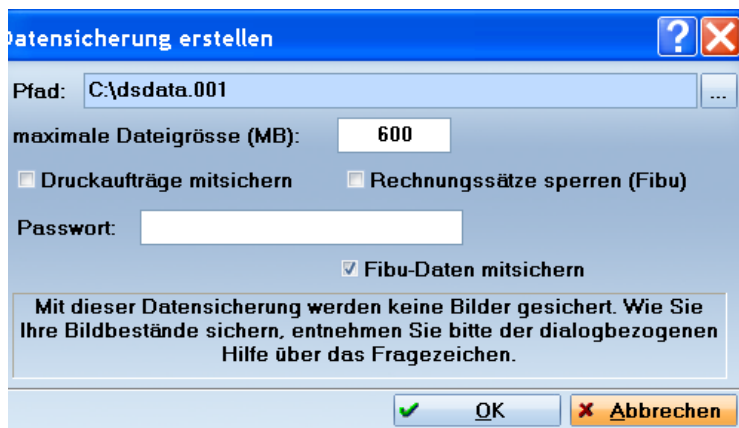 Datensicherung erstellen ?
Pfad: C:\dsdata.001 ...
maximale Dateigrösse (MB): 600
Druckaufträge mitsichern Rechnungssätze sperren (Fibu)
Passwort:
Fibu-Daten mitsichern
Mit dieser Datensicherung werden keine Bilder gesichert. Wie Sie
Ihre Bildbestände sichern, entnehmen Sie bitte der dialogbezogenen
Hilfe über das Fragezeichen.
OK Abbrechen